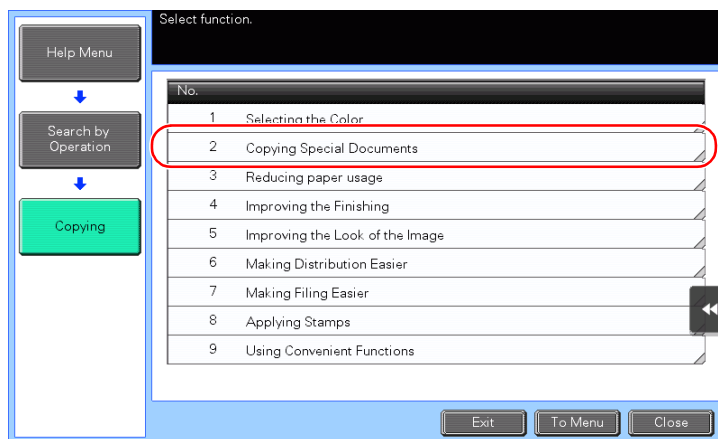 Select function.
Help Menu
Search by
Operation
Copying
No.
1 Selecting the Color
2 Copying Special Documents
3 Reducing paper usage
4 Improving the Finishing
5 Improving the Look of the Image
6 Making Distribution Easier
7 Making Filing Easier
8 Applying Stamps
9 Using Convenient Functions
Exit To Menu Close